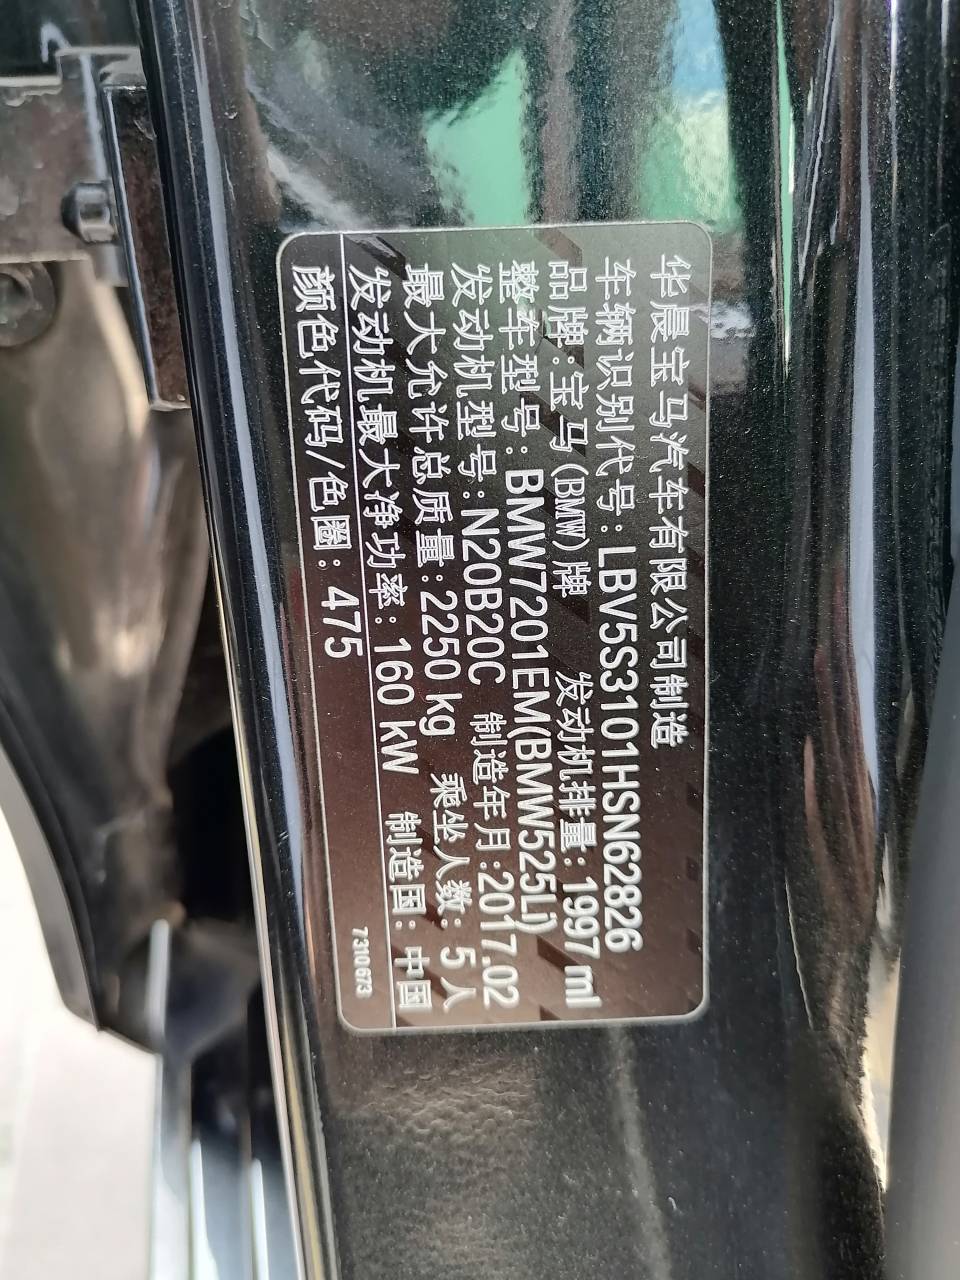 华晨宝马汽车有限公司制造
车辆识别代号:LBV5S3101HSN62826
品牌:宝马(BMW)牌 发动机排量:1997 ml
整车型号:BMW7201EM(BMW525Li)
发动机型号:N20B20C 制造年月:2017.02
最大允许总质量:2250 kg 乘坐人数: 5人
发动机最大净功率: 160 kW 制造国: 中国
颜色代码/色圈: 475
7310673